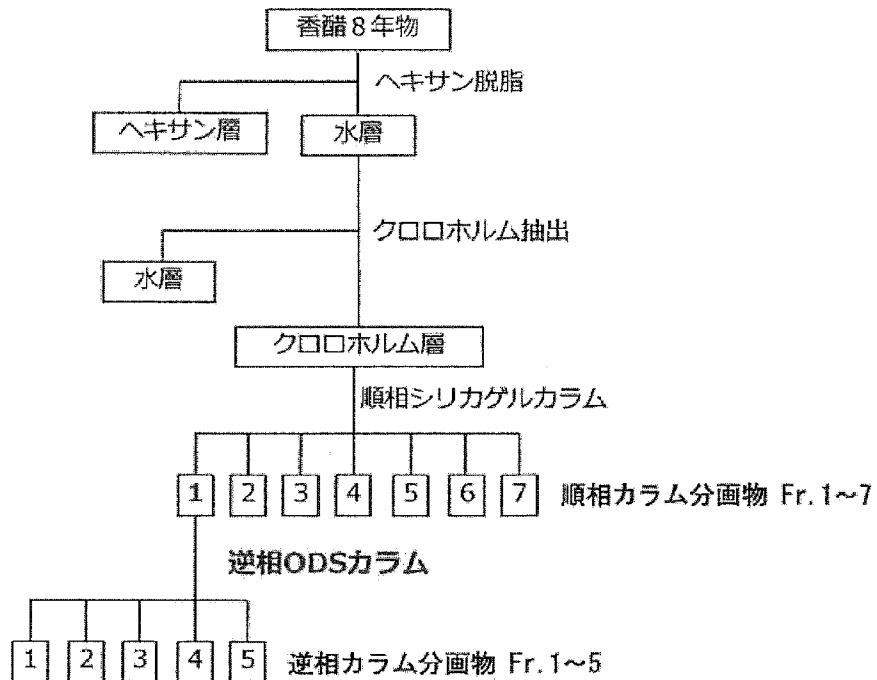 香醋8年物
ヘキサン脱脂
ヘキサン層
水層
クロロホルム抽出
水層
クロロホルム層
順相シリカゲルカラム
1 2 3 4 5 6 7 順相カラム分画物 Fr.1~7
逆相ODSカラム
1 2 3 4 5 逆相カラム分画物 Fr.1~5